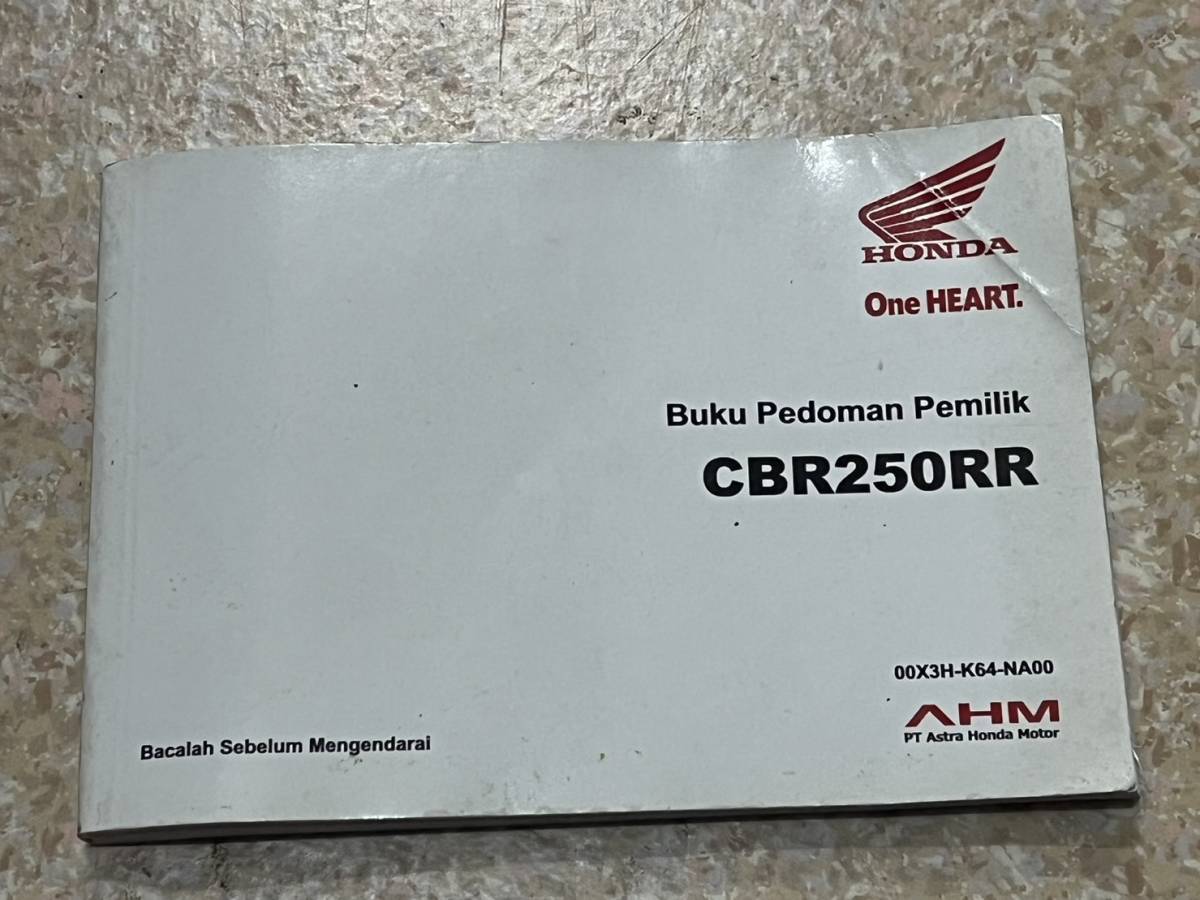 HONDA
One HEART.
Buku Pedoman Pemilik
CBR250RR
00X3H-K64-NA00
AHM
PT Astra Honda Motor
Bacalah Sebelum Mengendarai